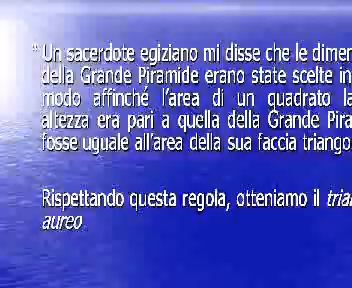 “ Un sacerdote egiziano mi disse che le dimen
della Grande Piramide erano state scelte in
modo affinché l’area di un quadrato la
altezza era pari a quella della Grande Pira
fosse uguale all’area della sua faccia triango
Rispettando questa regola, otteniamo il trian
aureo